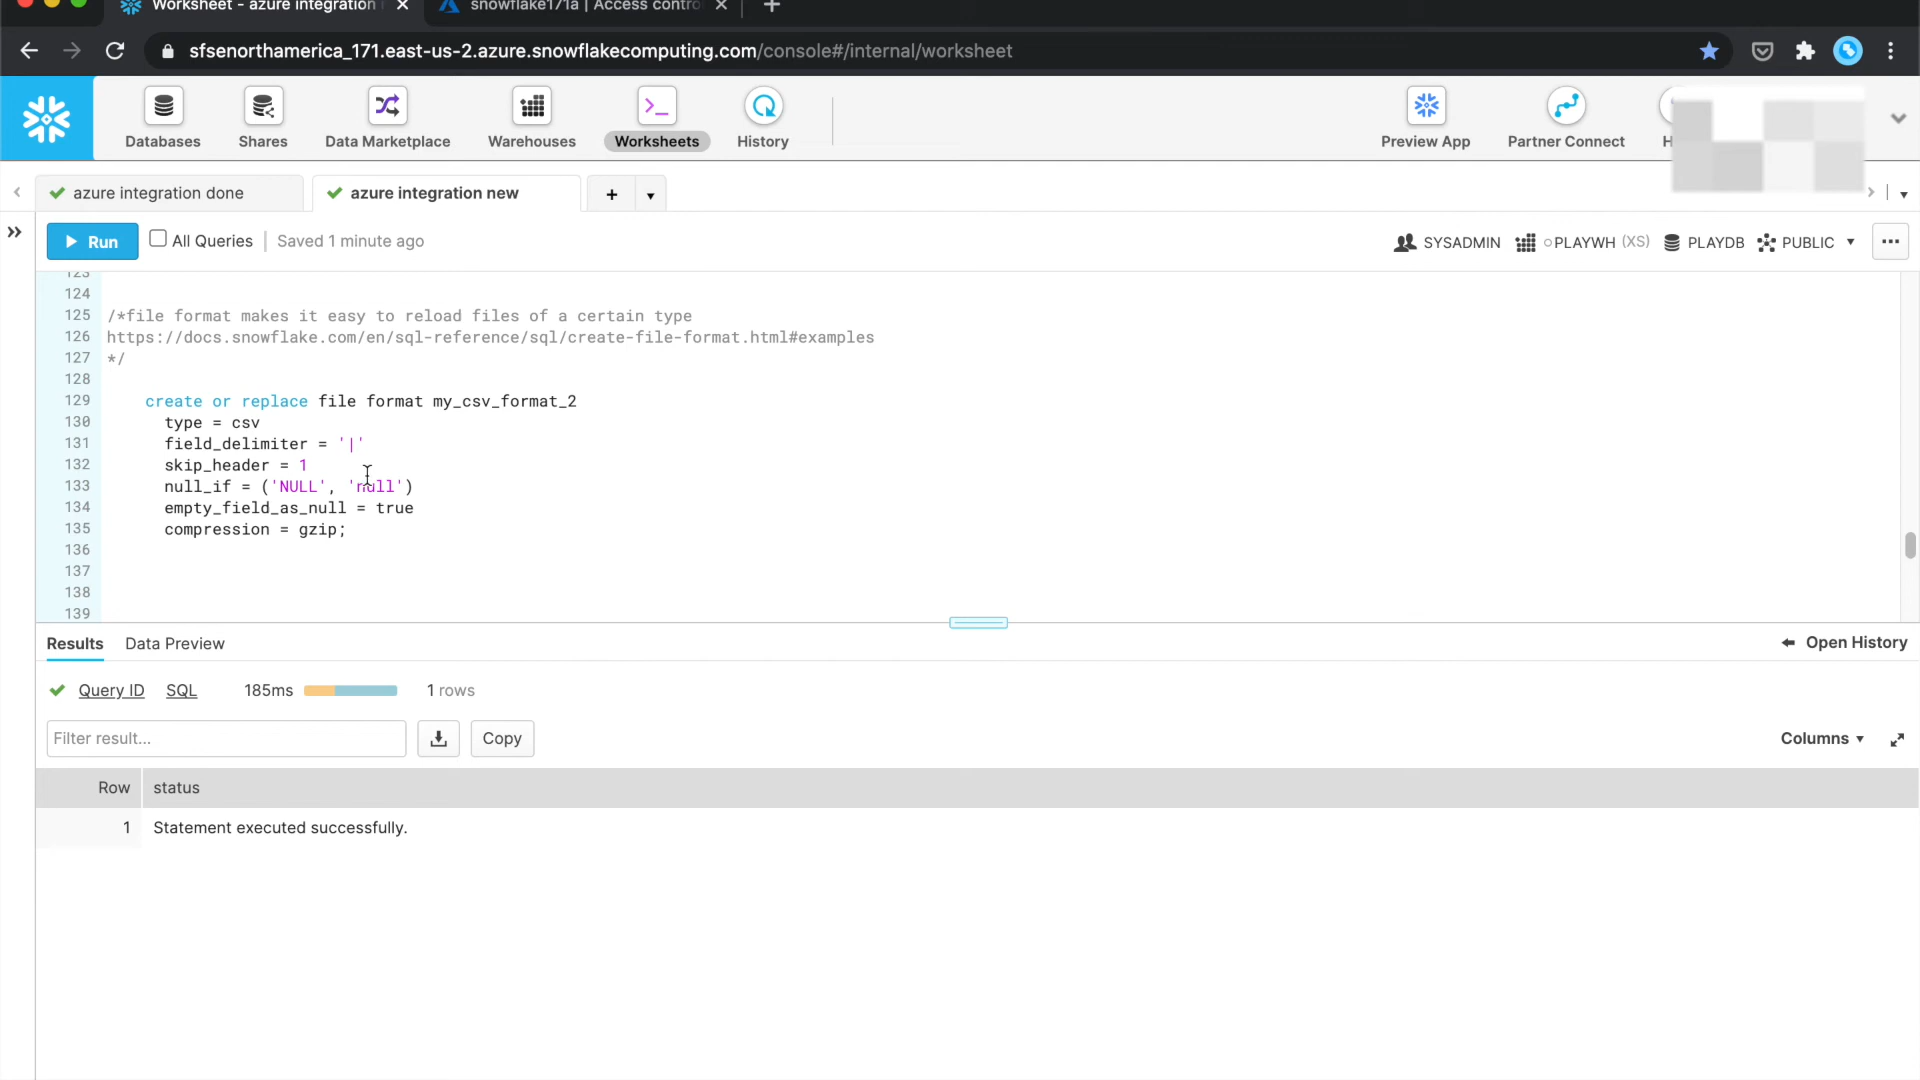 Worksheet - azure integration
snowflake171a | Access contro
sfsenorthamerica_171.east-us-2.azure.snowflakecomputing.com/console#/internal/worksheet
Databases
Shares
Data Marketplace
Warehouses
Worksheets
History
Preview App
Partner Connect
H
azure integration done
azure integration new
Run
All Queries
Saved 1 minute ago
SYSADMIN
PLAYWH (XS)
PLAYDB
PUBLIC
123
124
125 /*file format makes it easy to reload files of a certain type
126 https://docs.snowflake.com/en/sql-reference/sql/create-file-format.html#examples
127 */
128
129 create or replace file format my_csv_format_2
130 type = csv
131 field_delimiter = '|'
132 skip_header = 1
133 null_if = ('NULL', 'null')
134 empty_field_as_null = true
135 compression = gzip;
136
137
138
139
Results
Data Preview
Open History
Query ID
SQL
185ms
1 rows
Filter result...
Copy
Columns
Row status
1 Statement executed successfully.